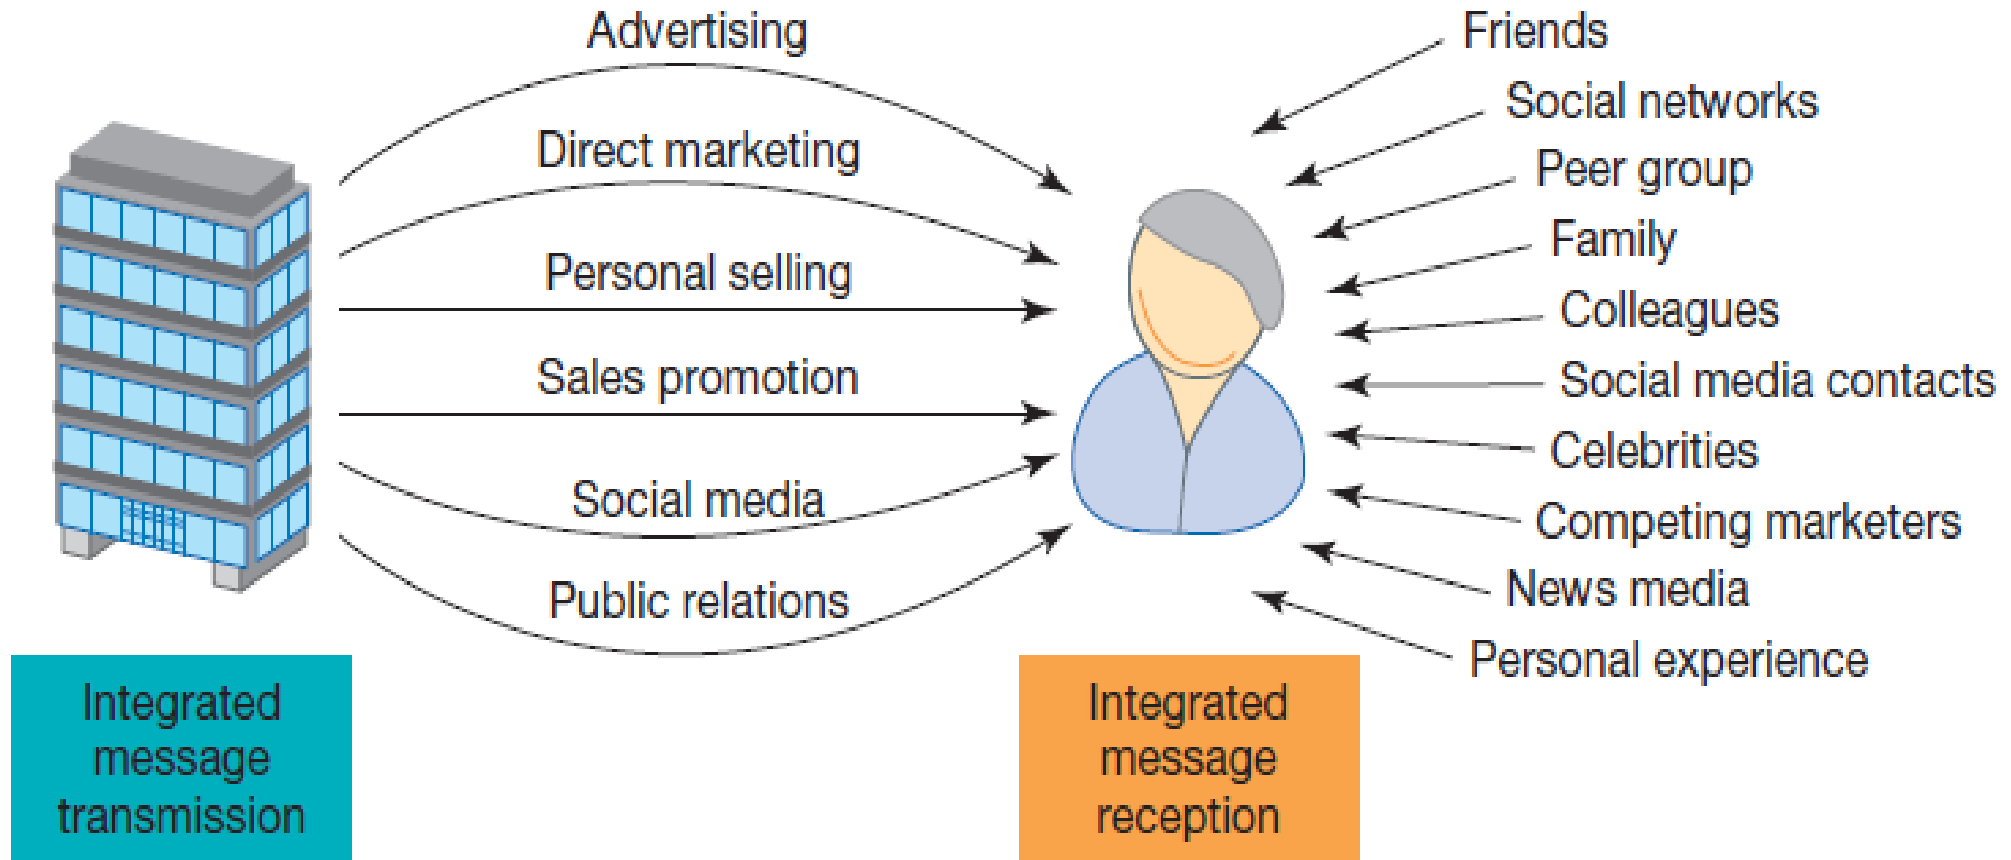 Advertising
Direct marketing
Personal selling
Sales promotion
Social media
Public relations
Friends
Social networks
Peer group
Family
Colleagues
Social media contacts
Celebrities
Competing marketers
News media
Personal experience
Integrated
message
transmission
Integrated
message
reception